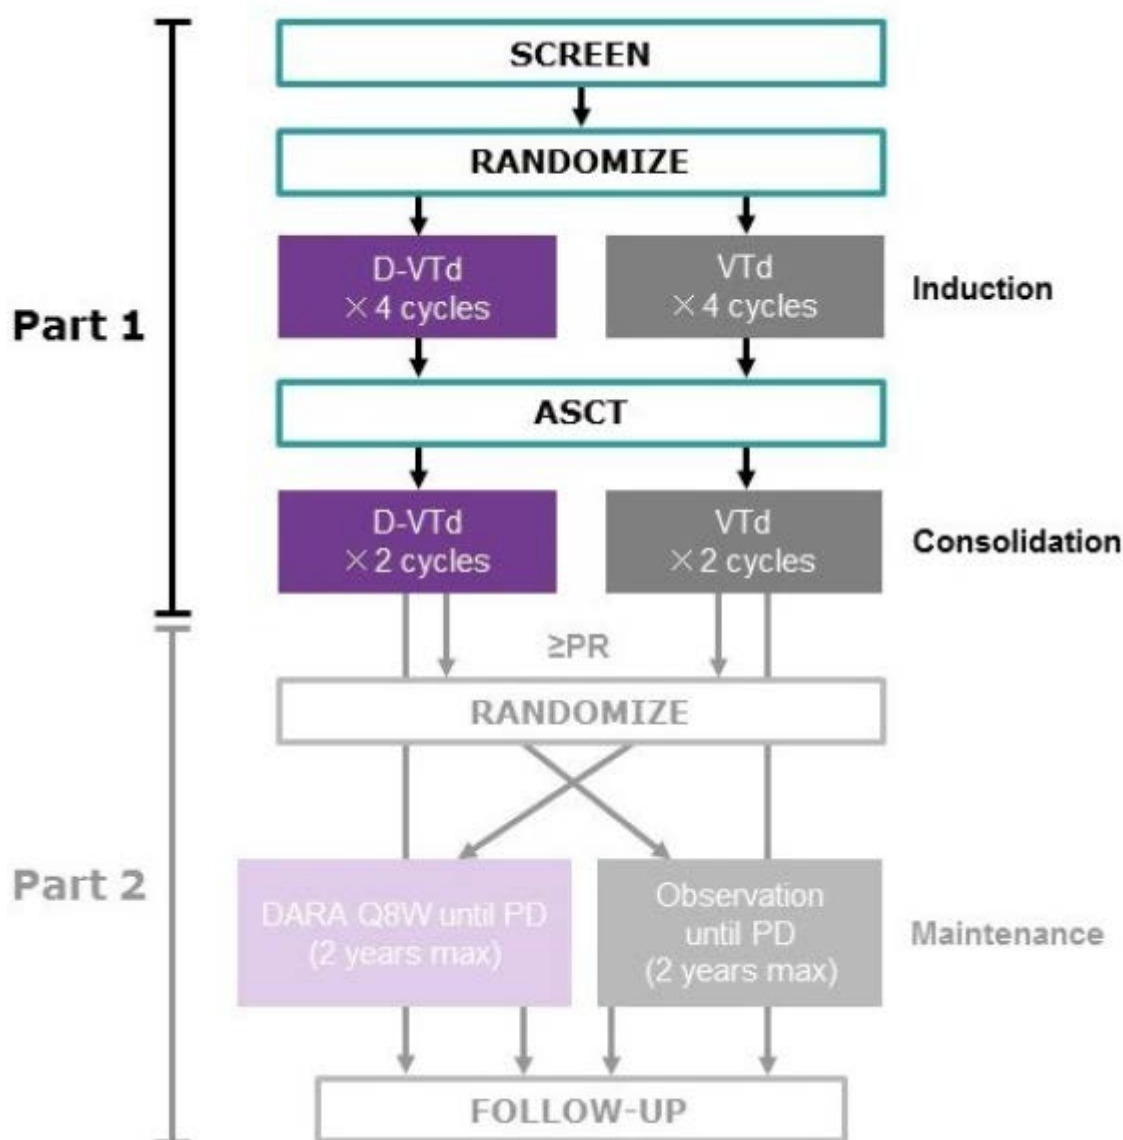 SCREEN
RANDOMIZE
D-VTd
× 4 cycles
VTd
× 4 cycles
Induction
Part 1
ASCT
D-VTd
× 2 cycles
VTd
× 2 cycles
Consolidation
≥PR
RANDOMIZE
Part 2
DARA Q8W until PD
(2 years max)
Observation
until PD
(2 years max)
Maintenance
FOLLOW-UP